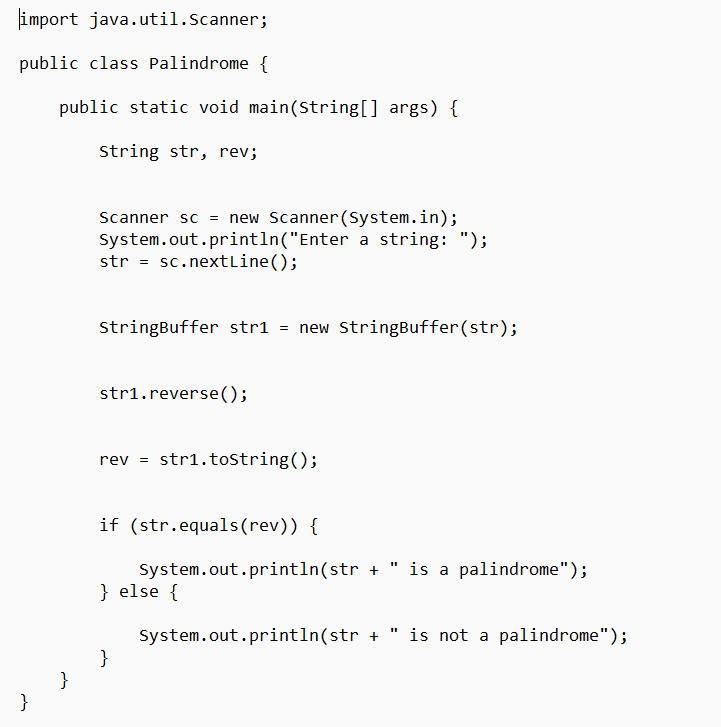 import java.util.Scanner;
public class Palindrome {
    public static void main(String[] args) {
        String str, rev;
        Scanner sc = new Scanner(System.in);
        System.out.println("Enter a string: ");
        str = sc.nextLine();
        StringBuffer str1 = new StringBuffer(str);
        str1.reverse();
        rev = str1.toString();
        if (str.equals(rev)) {
            System.out.println(str + " is a palindrome");
        } else {
            System.out.println(str + " is not a palindrome");
        }
    }
}